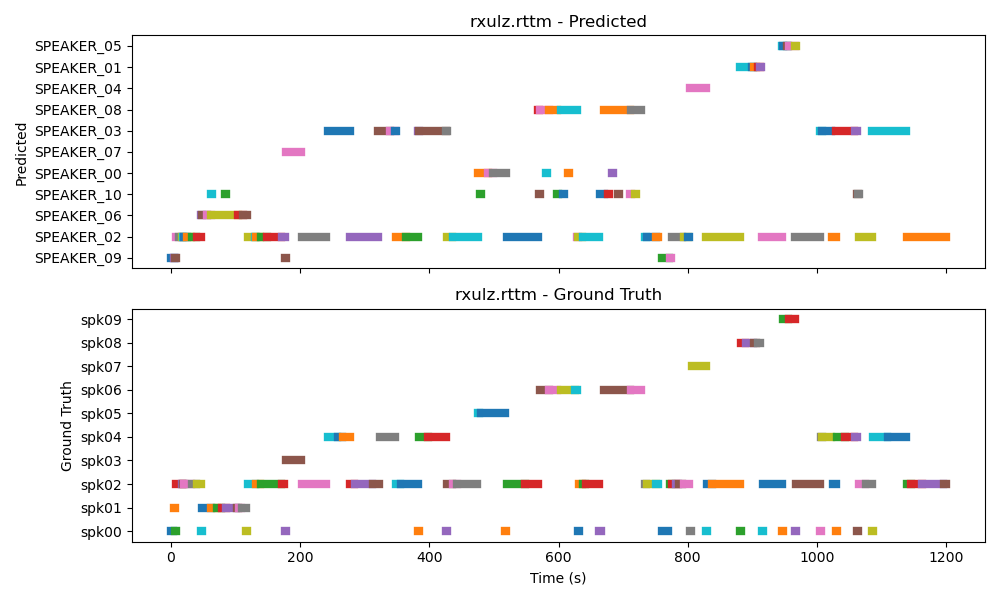 rxulz.rttm - Predicted
Predicted
SPEAKER_05
SPEAKER_01
SPEAKER_04
SPEAKER_08
SPEAKER_03
SPEAKER_07
SPEAKER_00
SPEAKER_10
SPEAKER_06
SPEAKER_02
SPEAKER_09
rxulz.rttm - Ground Truth
Ground Truth
spk09
spk08
spk07
spk06
spk05
spk04
spk03
spk02
spk01
spk00
0 200 400 600 800 1000 1200
Time (s)